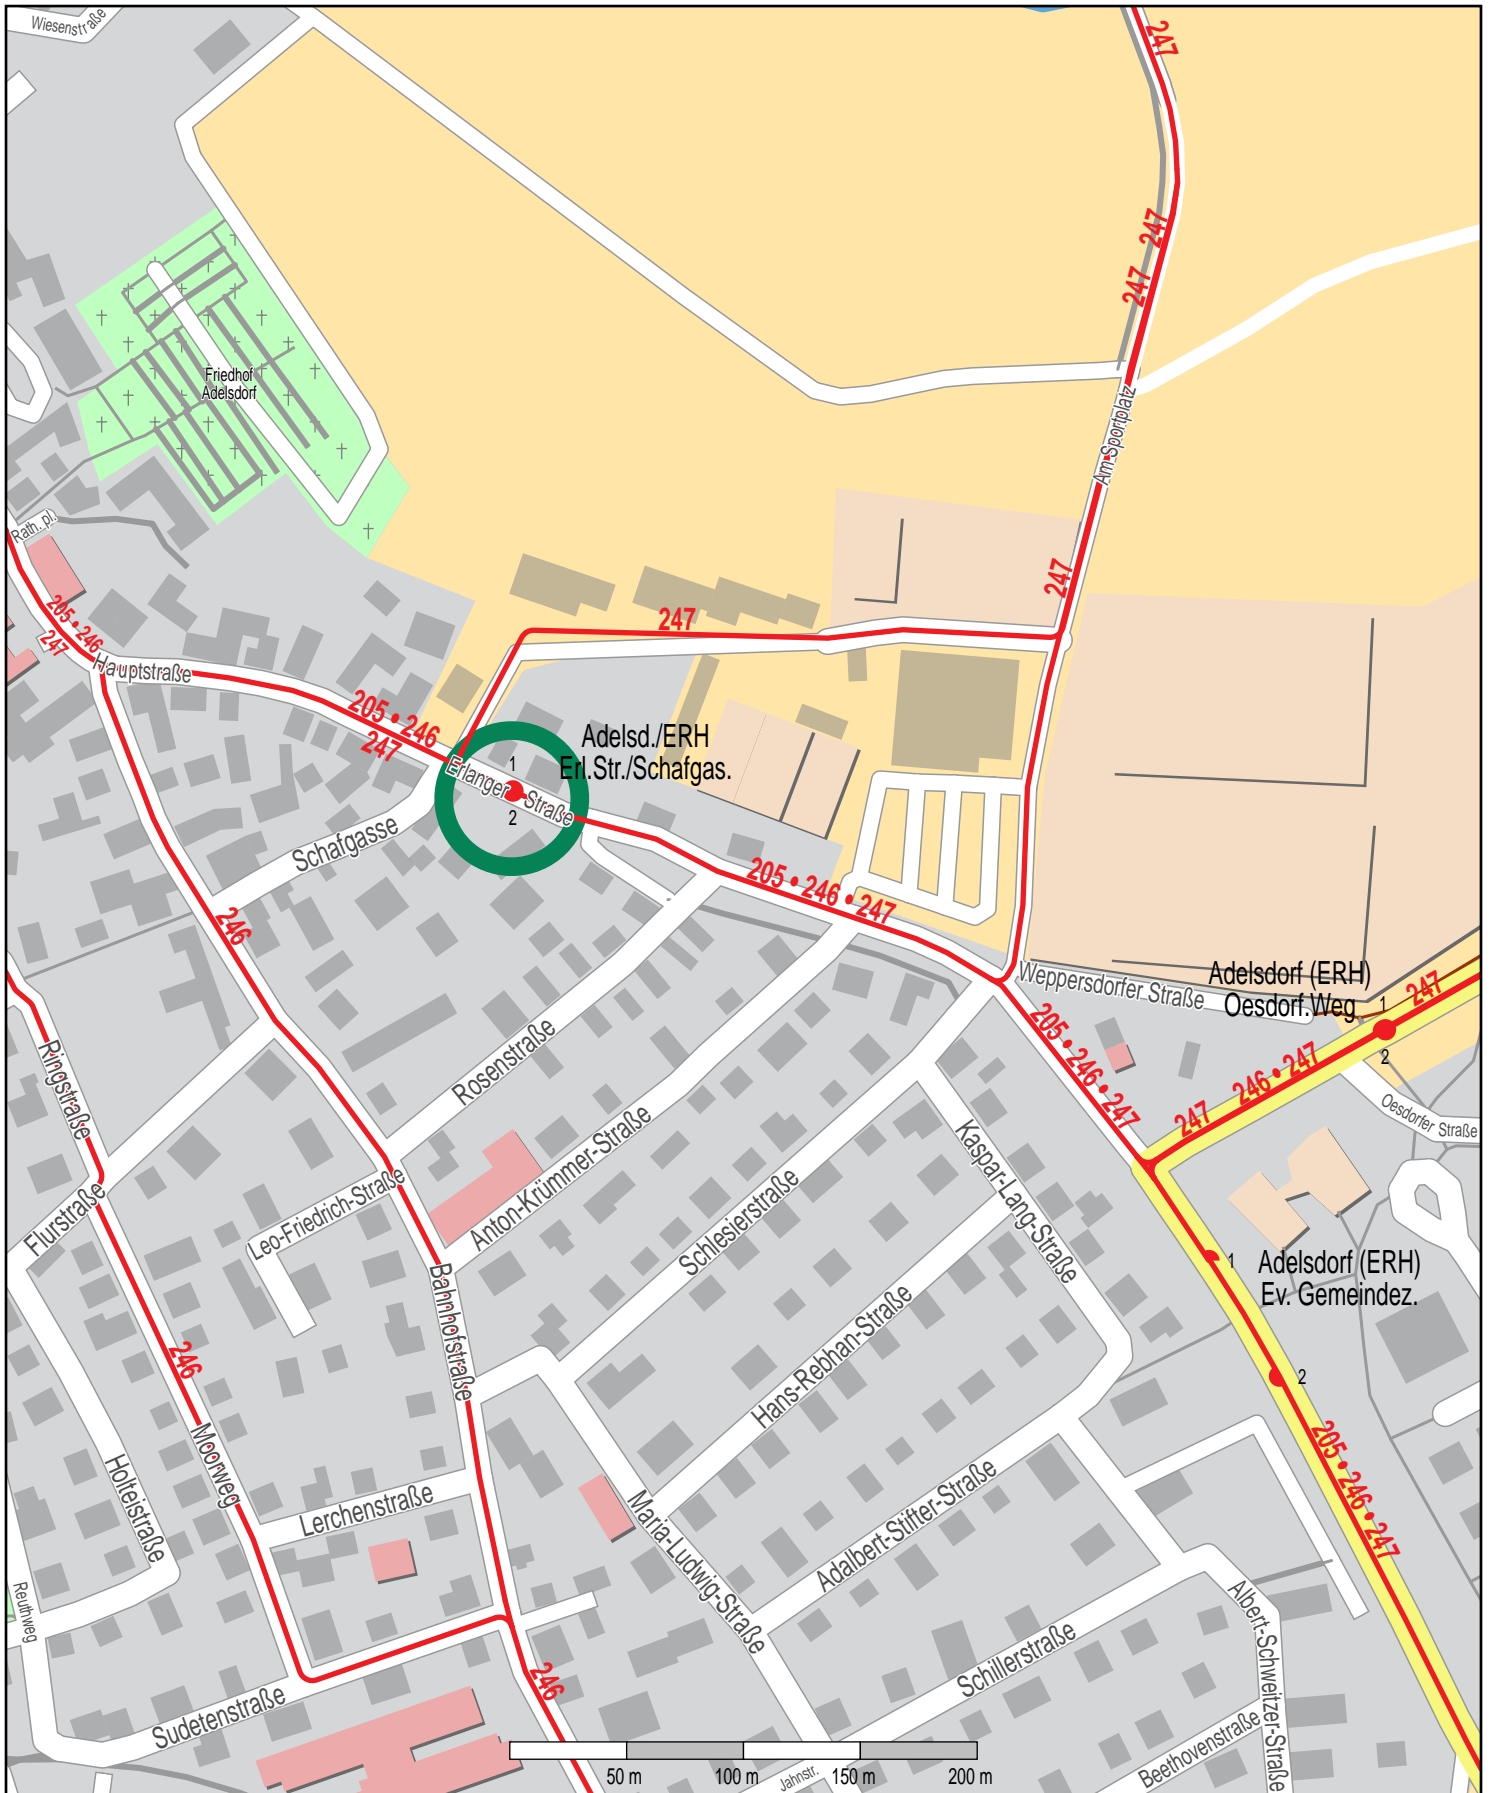 Wiesenstraße
247
247
247
Friedhof
Adelsdorf
Am Sportplatz
Rath. pl.
247
205 • 246
247
247
Hauptstraße
205 • 246
247
Adelsd./ERH
Erl.Str./Schafgas.
1
Erlanger Straße
2
Schafgasse
205 • 246 • 247
246
Weppersdorfer Straße
Adelsdorf (ERH)
Oesdorf.Weg
1
247
2
205 • 246 • 247
246 • 247
247
Oesdorfer Straße
Ringstraße
Rosenstraße
Anton-Krümmer-Straße
Kaspar-Lang-Straße
Flurstraße
Leo-Friedrich-Straße
Schlesierstraße
Bahnhofstraße
Hans-Rebhan-Straße
1
Adelsdorf (ERH)
Ev. Gemeindez.
2
246
Moorweg
Holteistraße
Lerchenstraße
Maria-Ludwig-Straße
Adalbert-Stifter-Straße
205 • 246 • 247
Reuthweg
Albert-Schweitzer-Straße
Schillerstraße
246
Sudetenstraße
Beethovenstraße
Jahnstr.
50 m
100 m
150 m
200 m